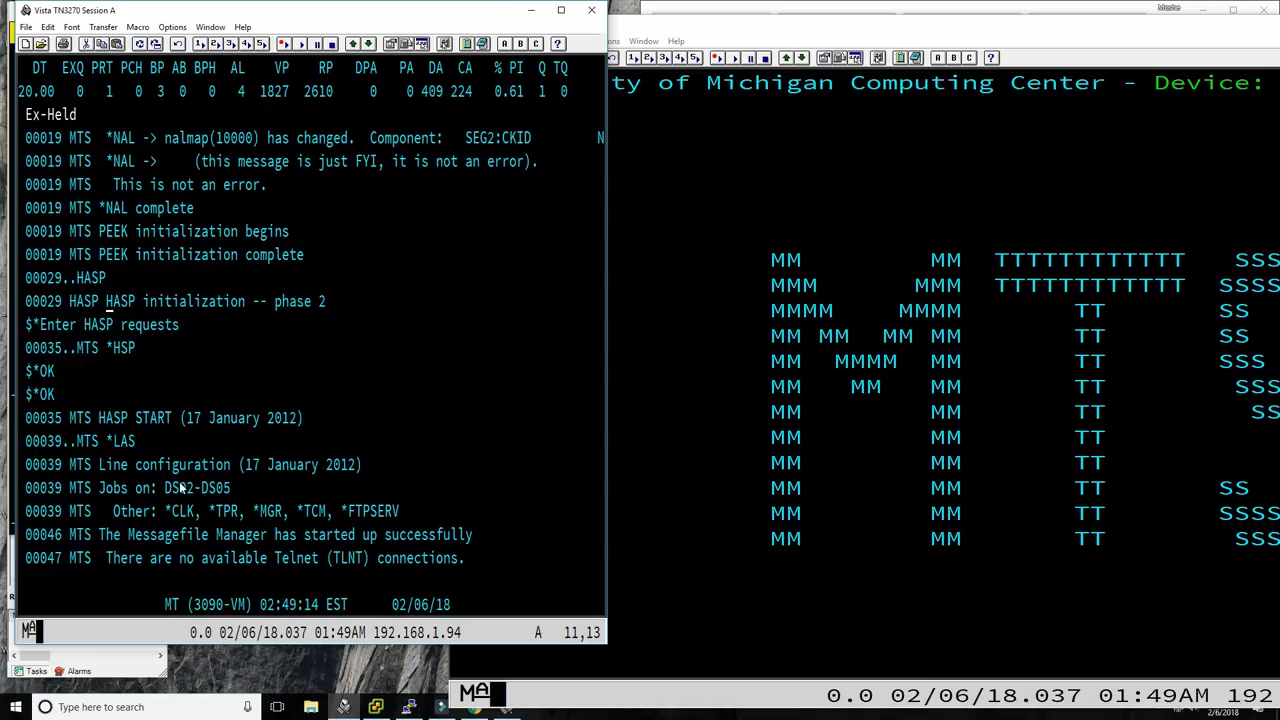 Vista TN3270 Session A
File Edit Font Transfer Macro Options Window Help
DT EXQ PRT PCH BP AB BPH AL VP RP DPA PA DA CA % PI Q TQ
20.00 0 1 0 3 0 0 4 1827 2610 0 0 409 224 0.61 1 0
Ex-Held
00019 MTS *NAL -> nalmap(10000) has changed. Component: SEG2:CKID N
00019 MTS *NAL -> (this message is just FYI, it is not an error).
00019 MTS This is not an error.
00019 MTS *NAL complete
00019 MTS PEEK initialization begins
00019 MTS PEEK initialization complete
00029..HASP
00029 HASP HASP initialization -- phase 2
$*Enter HASP requests
00035..MTS *HSP
$*OK
$*OK
00035 MTS HASP START (17 January 2012)
00039..MTS *LAS
00039 MTS Line configuration (17 January 2012)
00039 MTS Jobs on: DS02-DS05
00039 MTS Other: *CLK, *TPR, *MGR, *TCM, *FTPSERV
00046 MTS The Messagefile Manager has started up successfully
00047 MTS There are no available Telnet (TLNT) connections.
MT (3090-VM) 02:49:14 EST 02/06/18
MA 0.0 02/06/18.037 01:49AM 192.168.1.94 A 11,13
Tasks Alarms
Moshe
Window Help
ty of Michigan Computing Center - Device:
MM MM TTTTTTTTTTTT SSS
MMM MMM TTTTTTTTTTTT SSSS
MMMM MMMM TT SS
MM MM MM MM TT SS
MM MMMM MM TT SSS
MM MM MM TT SSS
MM MM TT SS
MM MM TT
MM MM TT
MM MM TT SS
MM MM TT SSSS
MM MM TT SSS
MA 0.0 02/06/18.037 01:49AM 192
Type here to search
2/6/2018